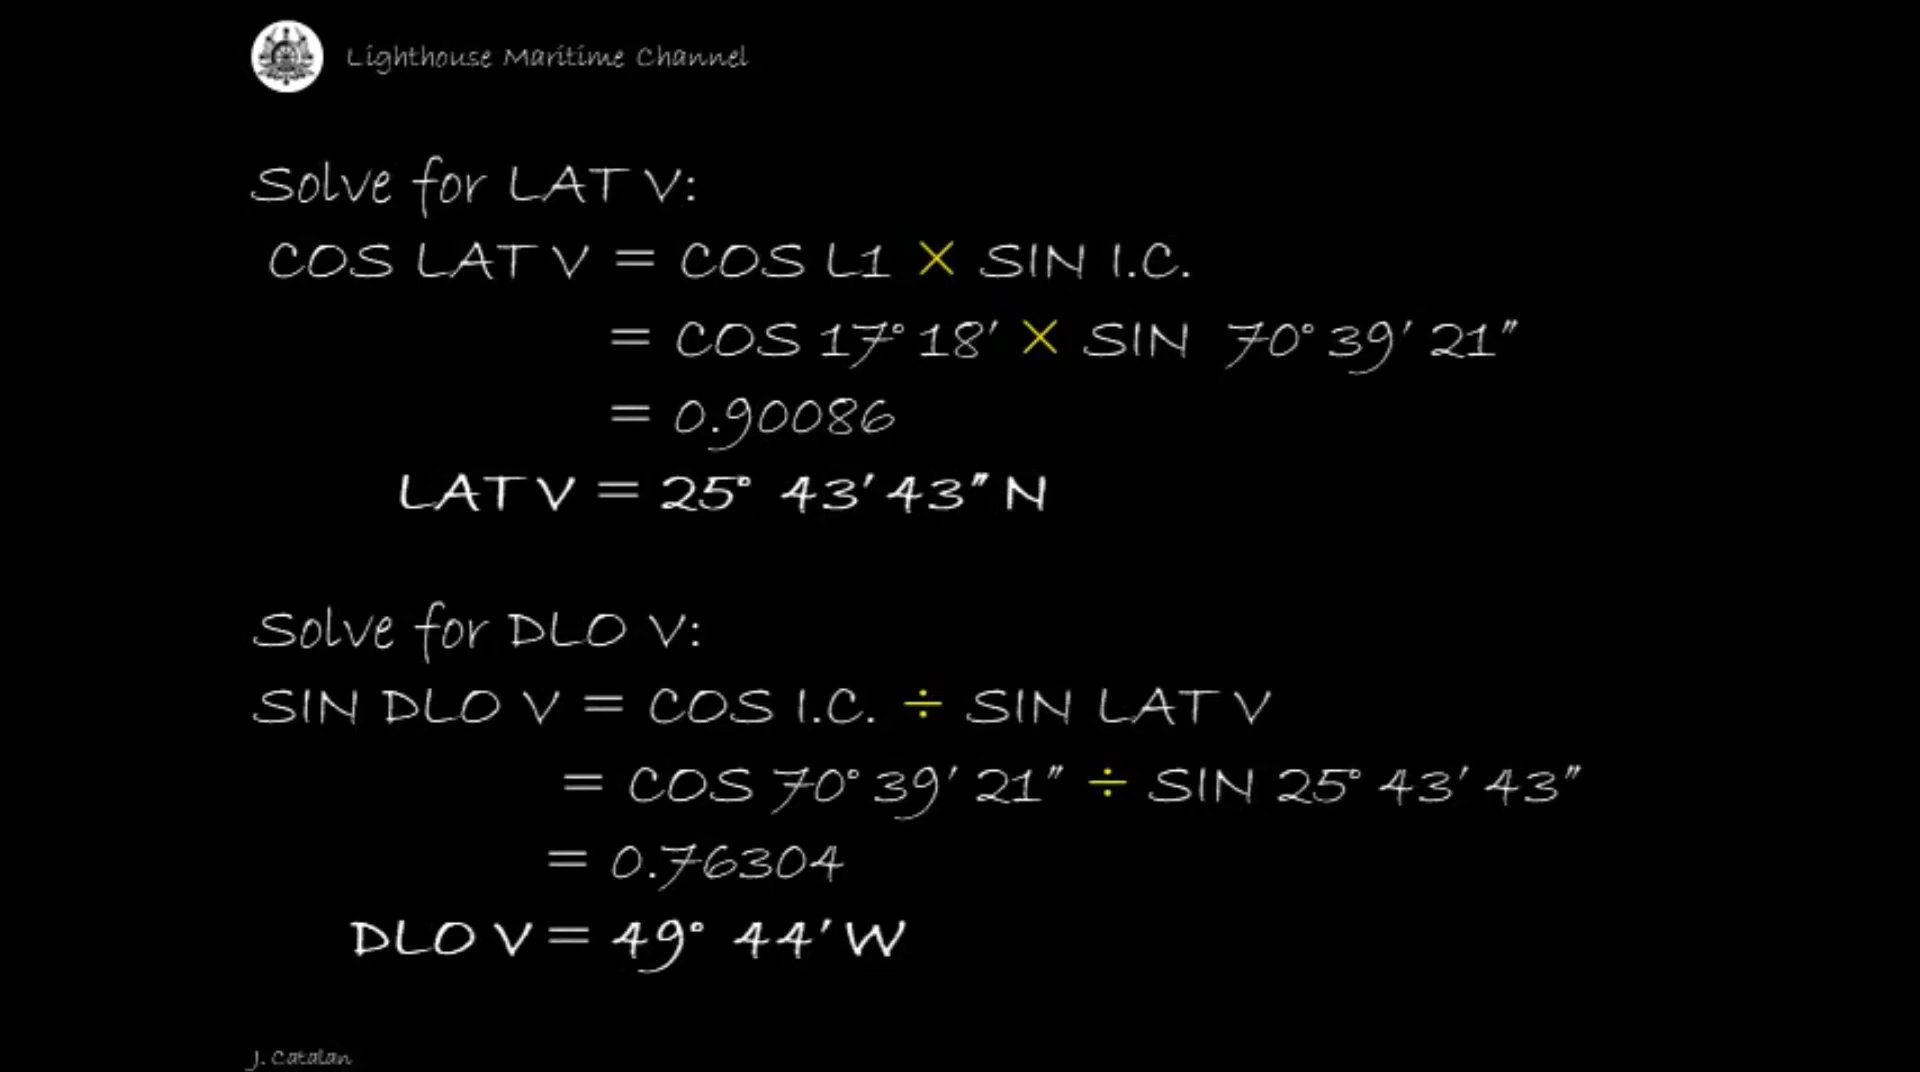 Lighthouse Maritime Channel
Solve for LAT V:
COS LAT V = COS L1 × SIN I.C.
= COS 17° 18' × SIN 70° 39' 21"
= 0.90086
LAT V = 25° 43' 43" N
Solve for DLO V:
SIN DLO V = COS I.C. ÷ SIN LAT V
= COS 70° 39' 21" ÷ SIN 25° 43' 43"
= 0.76304
DLO V = 49° 44' W
J. Catalan